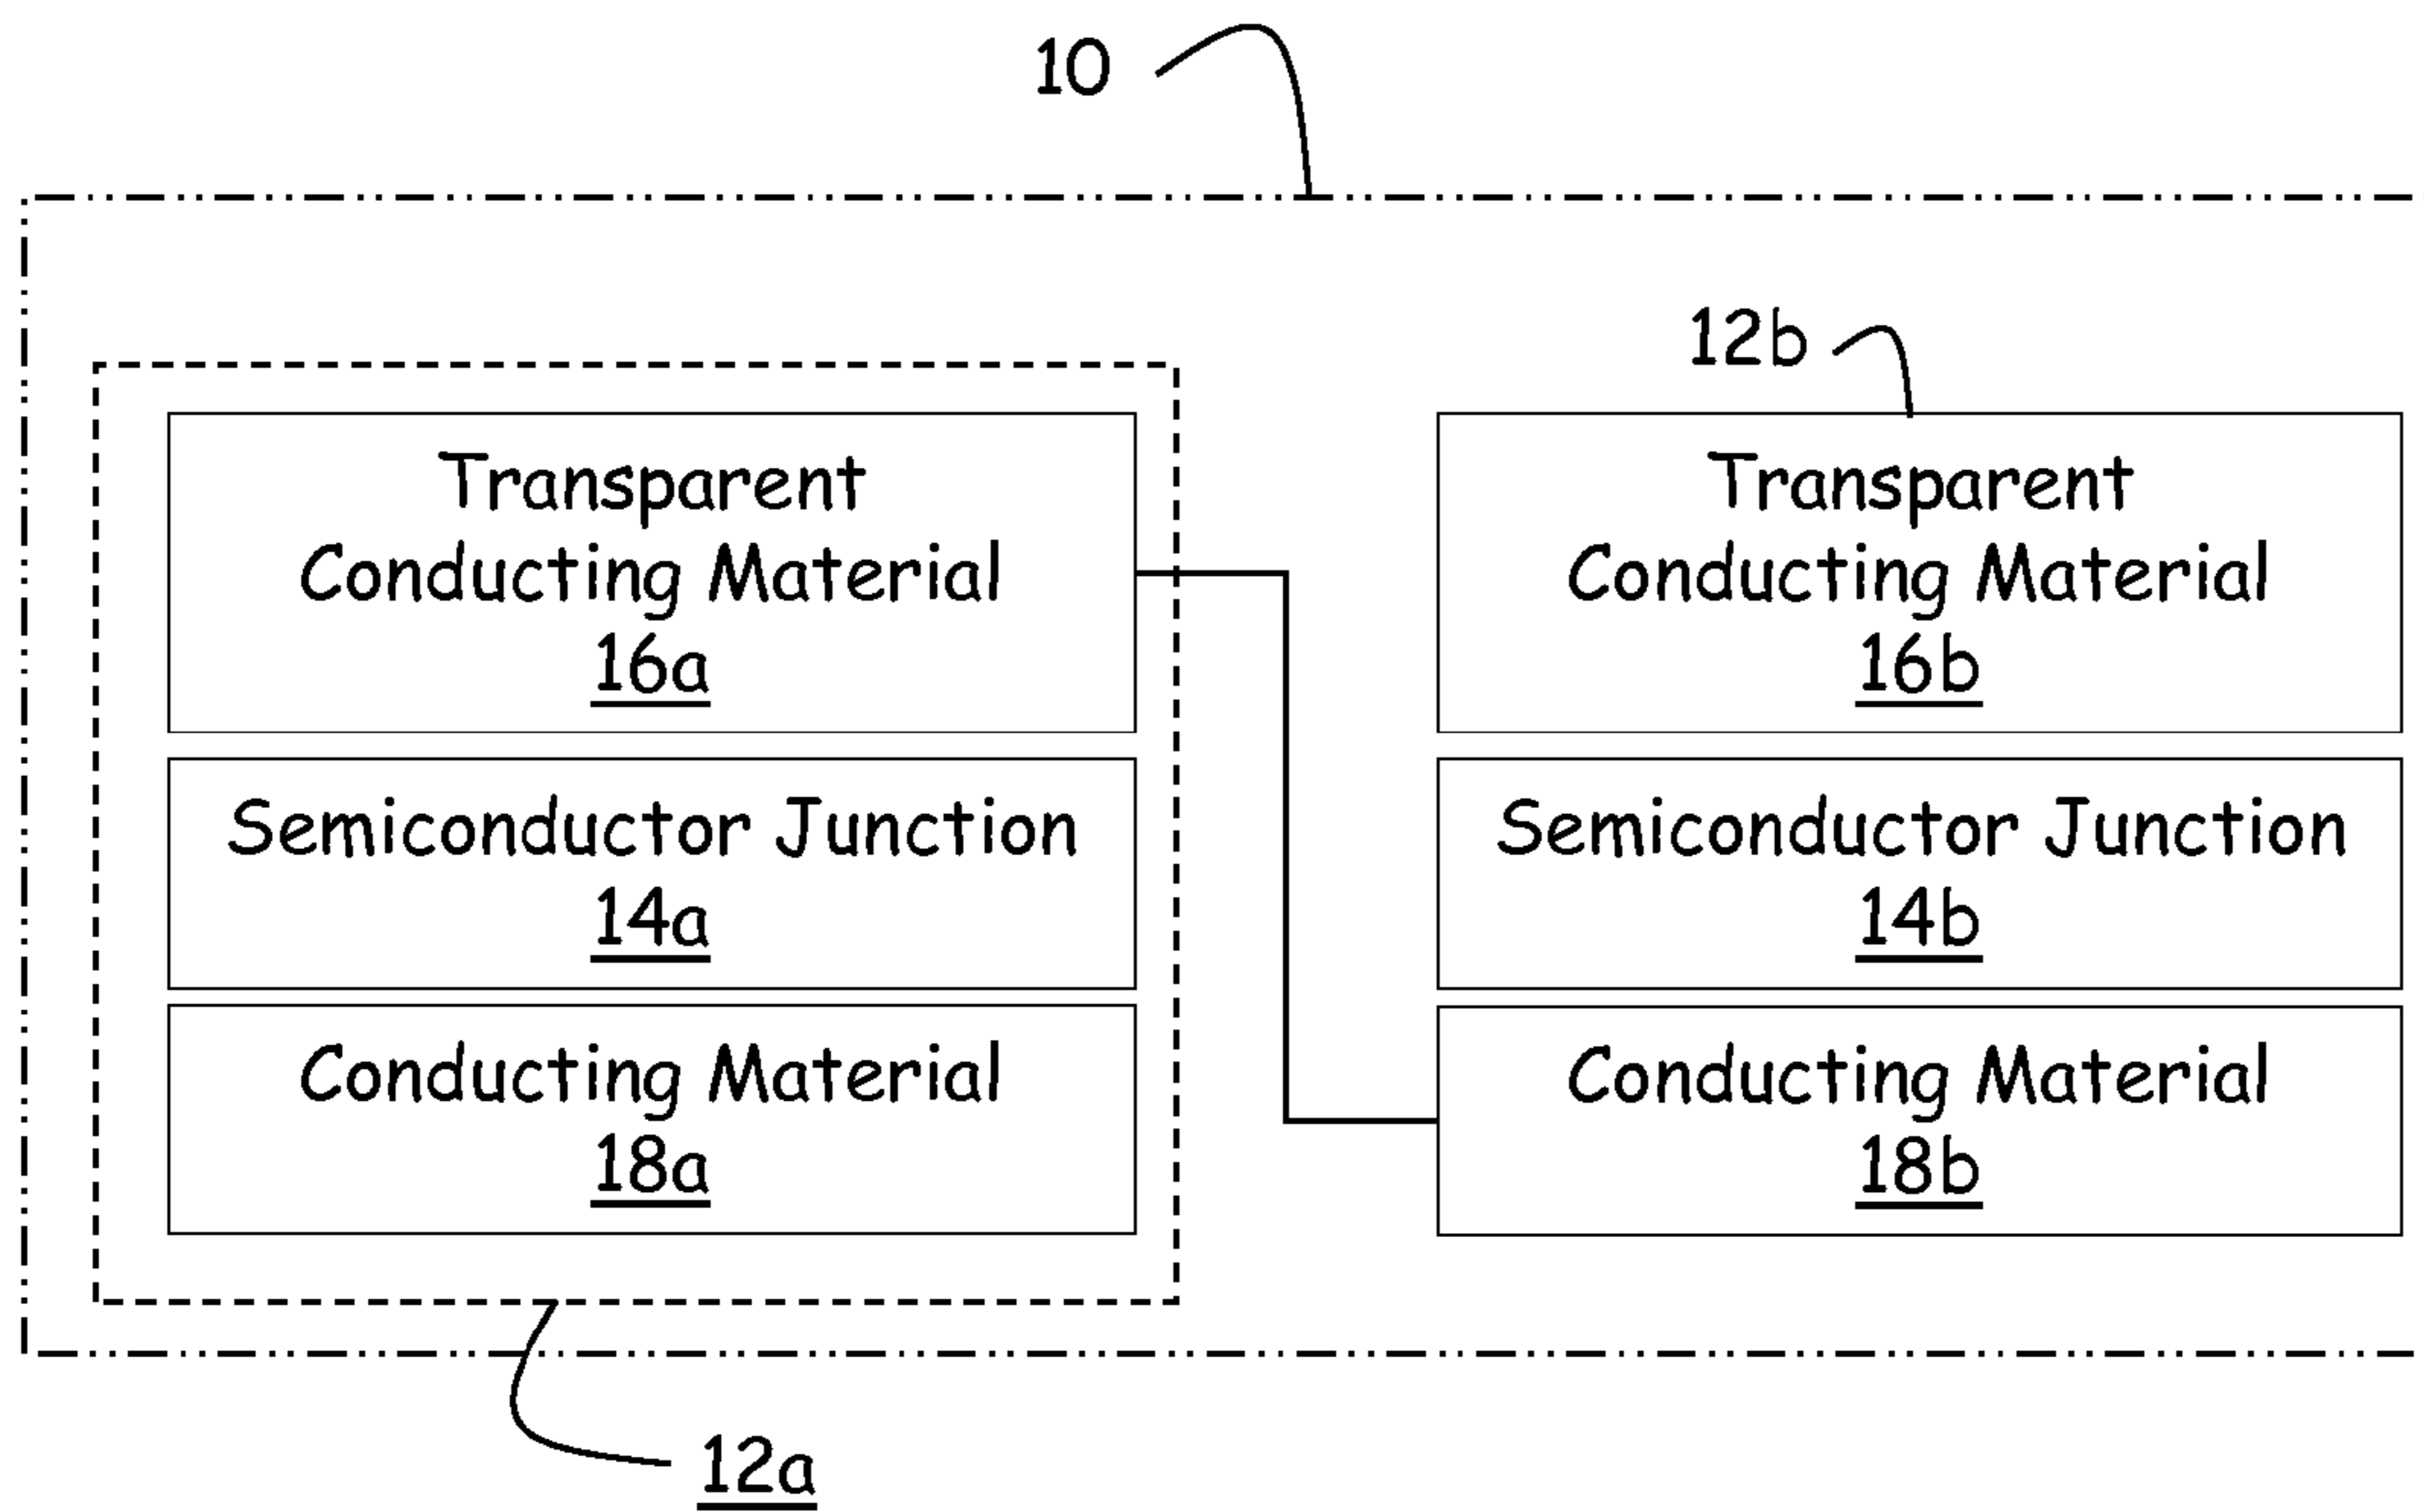 10
12b
Transparent
Conducting Material
16a
Semiconductor Junction
14a
Conducting Material
18a
Transparent
Conducting Material
16b
Semiconductor Junction
14b
Conducting Material
18b
12a